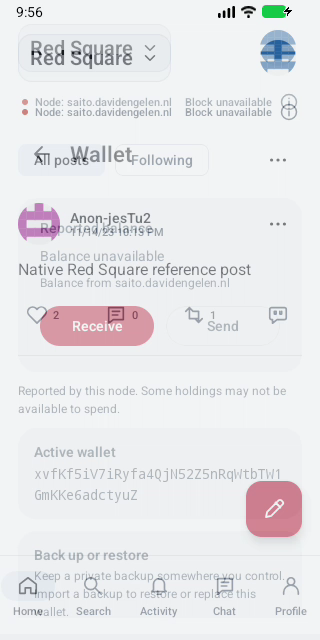 9:56
Red Square
Red Square
Node: saito.davidengelen.nl Block unavailable
Node: saito.davidengelen.nl Block unavailable
Wallet
All posts Following
Anon-jesTu2
11/14/23 10:13 PM
Reported balance
Balance unavailable
Native Red Square reference post
Balance from saito.davidengelen.nl
2 0 1
Receive Send
Reported by this node. Some holdings may not be
available to spend.
Active wallet
xvfKf5iV7iRyfa4QjN52Z5nRqWtbTW1
GmKKe6adctyuZ
Back up or restore
Keep a private backup somewhere you control.
Import a backup to restore or replace this
wallet.
Home Search Activity Chat Profile